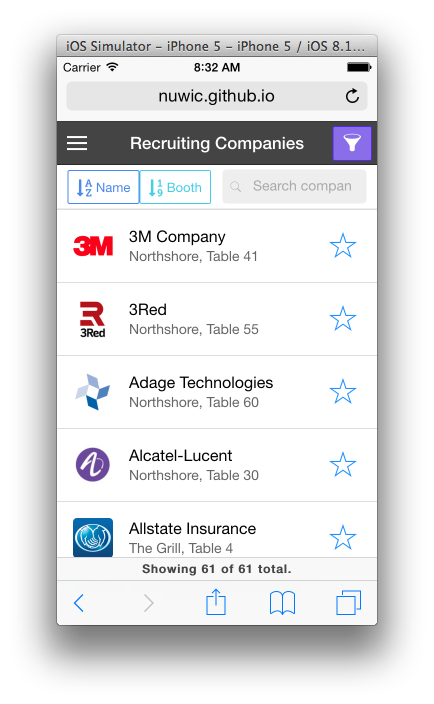 iOS Simulator – iPhone 5 – iPhone 5 / iOS 8.1...
Carrier 8:32 AM
nuwic.github.io
Recruiting Companies
A Z Name 1 9 Booth Search compan
3M
3M Company
Northshore, Table 41
3Red
3Red
Northshore, Table 55
Adage Technologies
Northshore, Table 60
Alcatel-Lucent
Northshore, Table 30
Allstate Insurance
The Grill, Table 4
Showing 61 of 61 total.